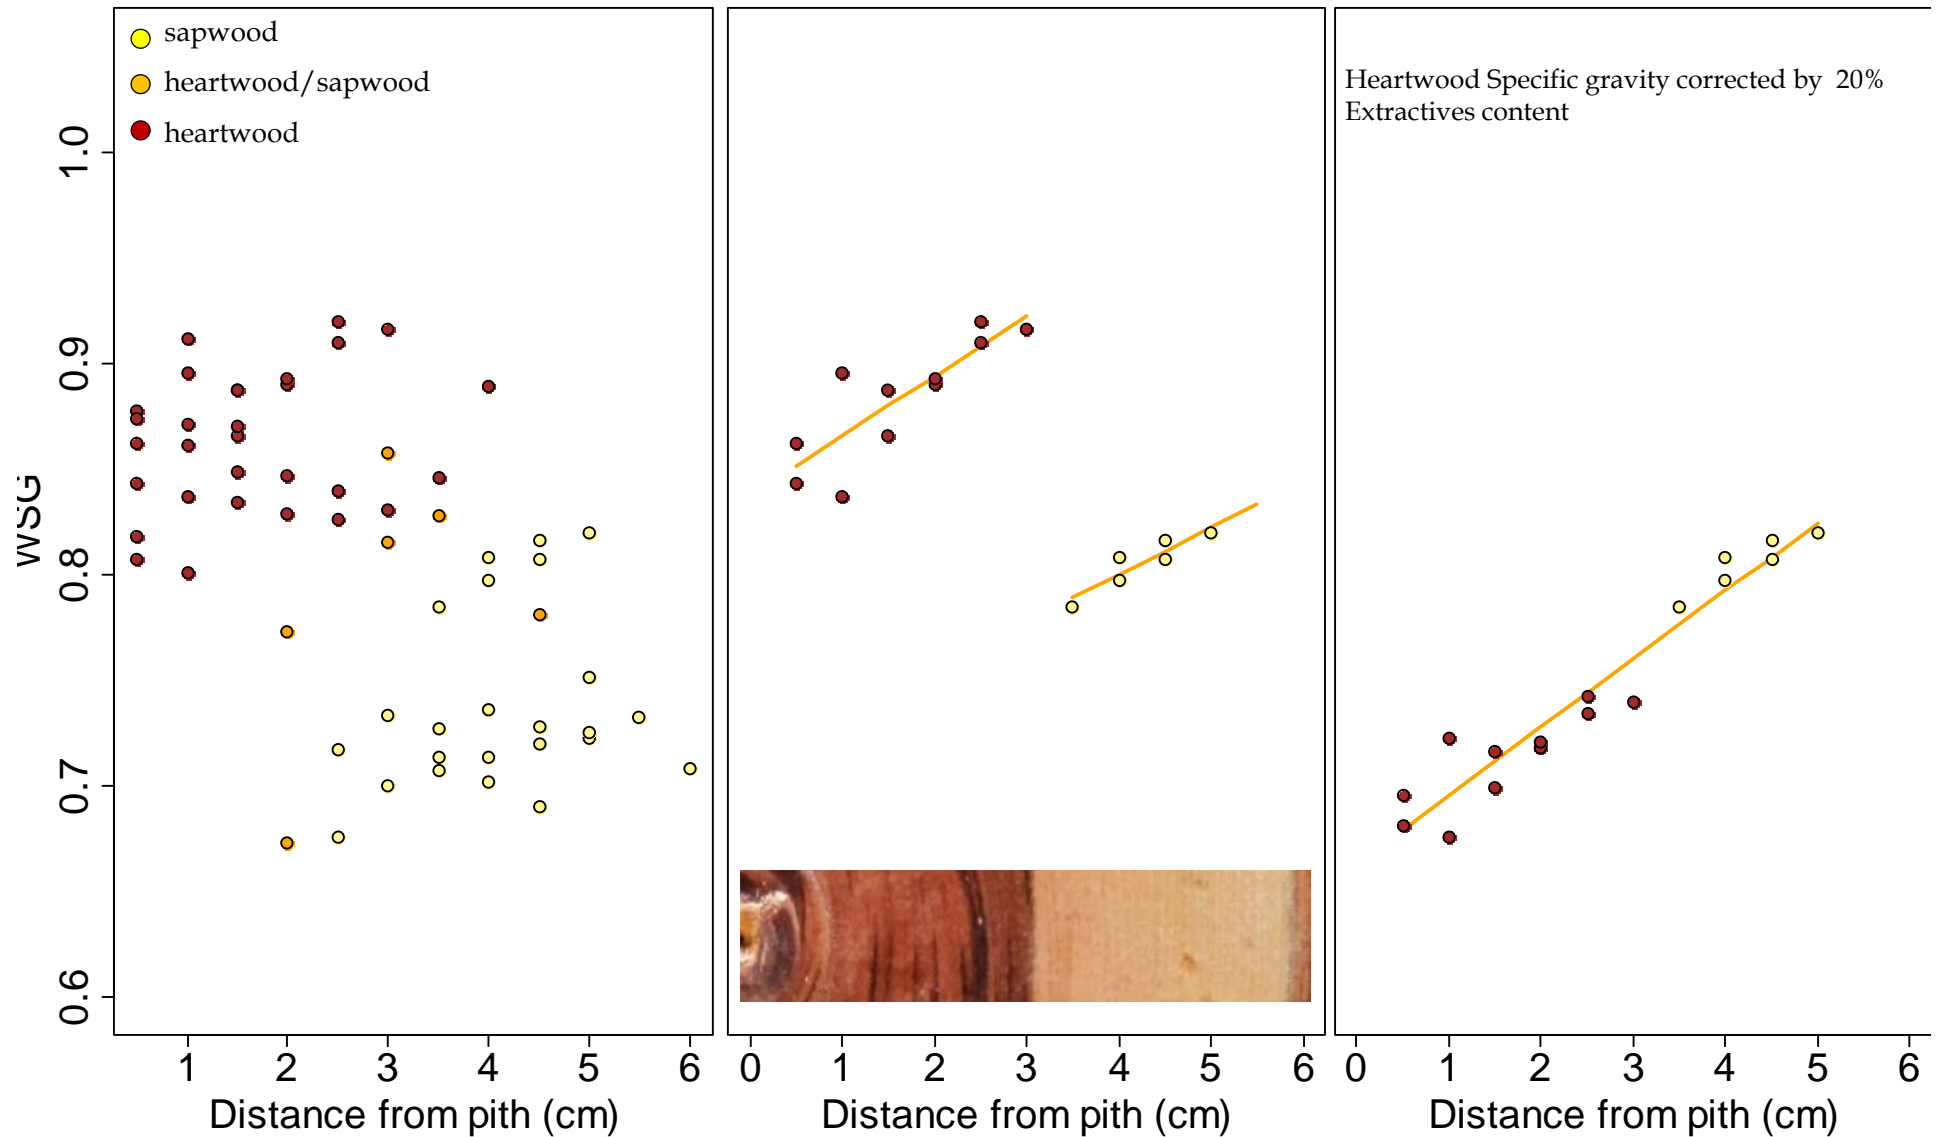 sapwood
heartwood/sapwood
heartwood
Heartwood Specific gravity corrected by 20%
Extractives content
1.0
0.9
0.8
0.7
0.6
WSG
1 2 3 4 5 6
0 1 2 3 4 5 6
0 1 2 3 4 5 6
Distance from pith (cm)
Distance from pith (cm)
Distance from pith (cm)